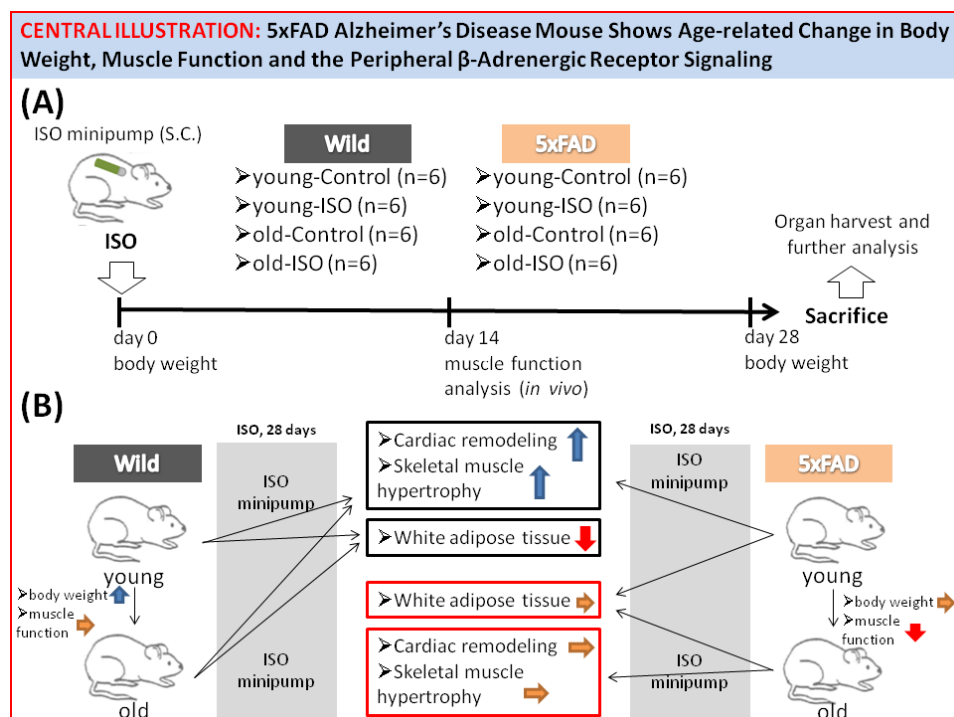 CENTRAL ILLUSTRATION: 5xFAD Alzheimer's Disease Mouse Shows Age-related Change in Body
Weight, Muscle Function and the Peripheral β-Adrenergic Receptor Signaling
(A)
ISO minipump (S.C.)
ISO
Wild
➢young-Control (n=6)
➢young-ISO (n=6)
➢old-Control (n=6)
➢old-ISO (n=6)
5xFAD
➢young-Control (n=6)
➢young-ISO (n=6)
➢old-Control (n=6)
➢old-ISO (n=6)
Organ harvest and
further analysis
Sacrifice
day 0
body weight
day 14
muscle function
analysis (in vivo)
day 28
body weight
(B)
Wild
young
➢body weight
➢muscle
function
old
ISO, 28 days
ISO
minipump
ISO
minipump
➢Cardiac remodeling
➢Skeletal muscle
hypertrophy
➢White adipose tissue
➢White adipose tissue
➢Cardiac remodeling
➢Skeletal muscle
hypertrophy
ISO, 28 days
ISO
minipump
ISO
minipump
5xFAD
young
➢body weight
➢muscle
function
old